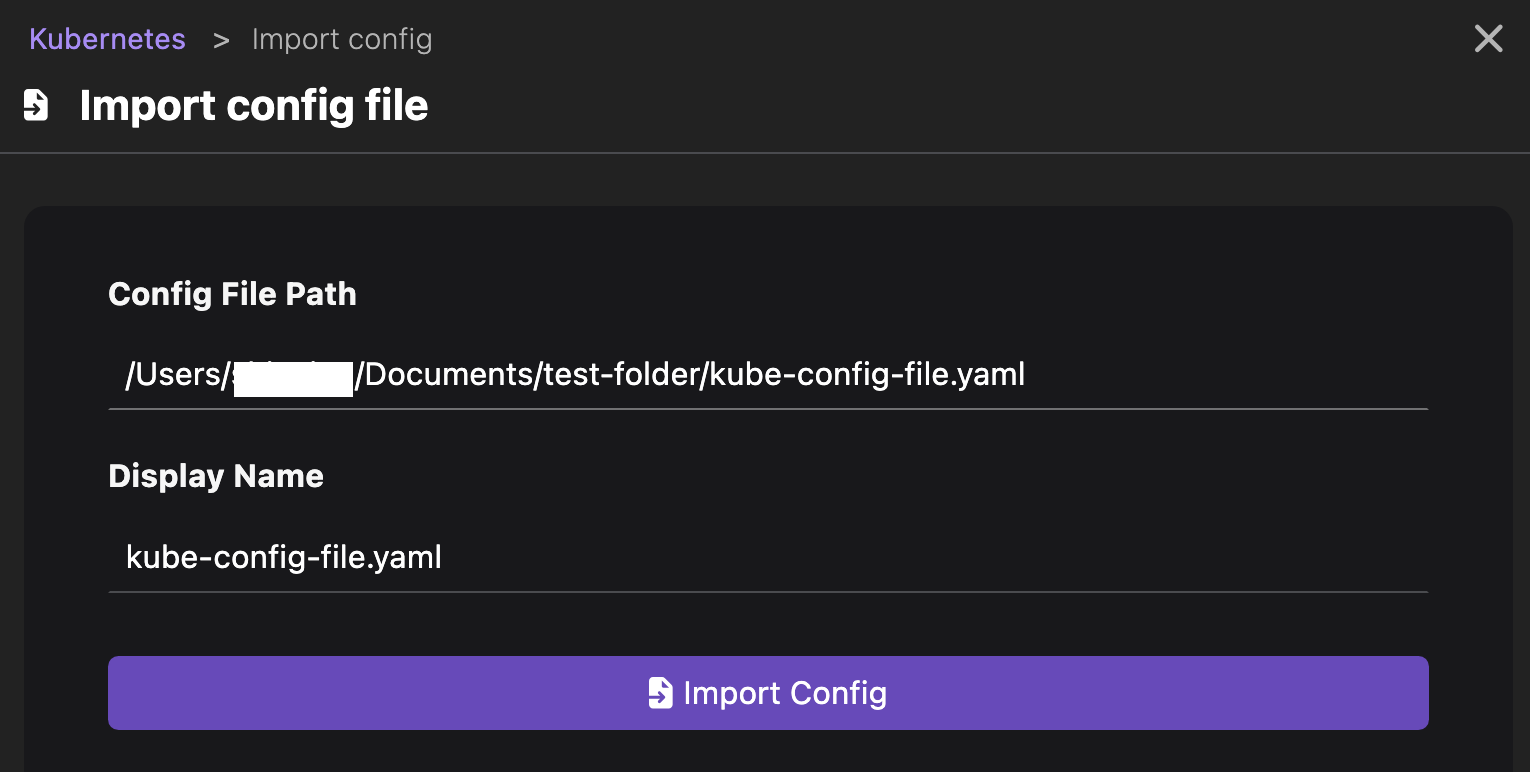 Kubernetes > Import config
Import config file
Config File Path
/Users/ /Documents/test-folder/kube-config-file.yaml
Display Name
kube-config-file.yaml
Import Config